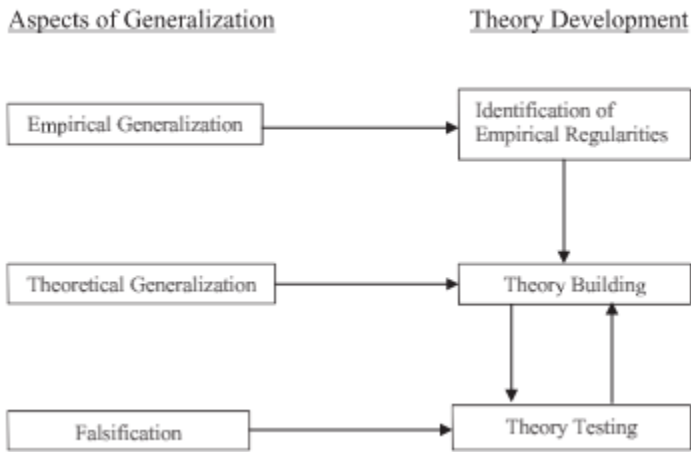 Aspects of Generalization
Theory Development
Empirical Generalization
Identification of
Empirical Regularities
Theoretical Generalization
Theory Building
Falsification
Theory Testing